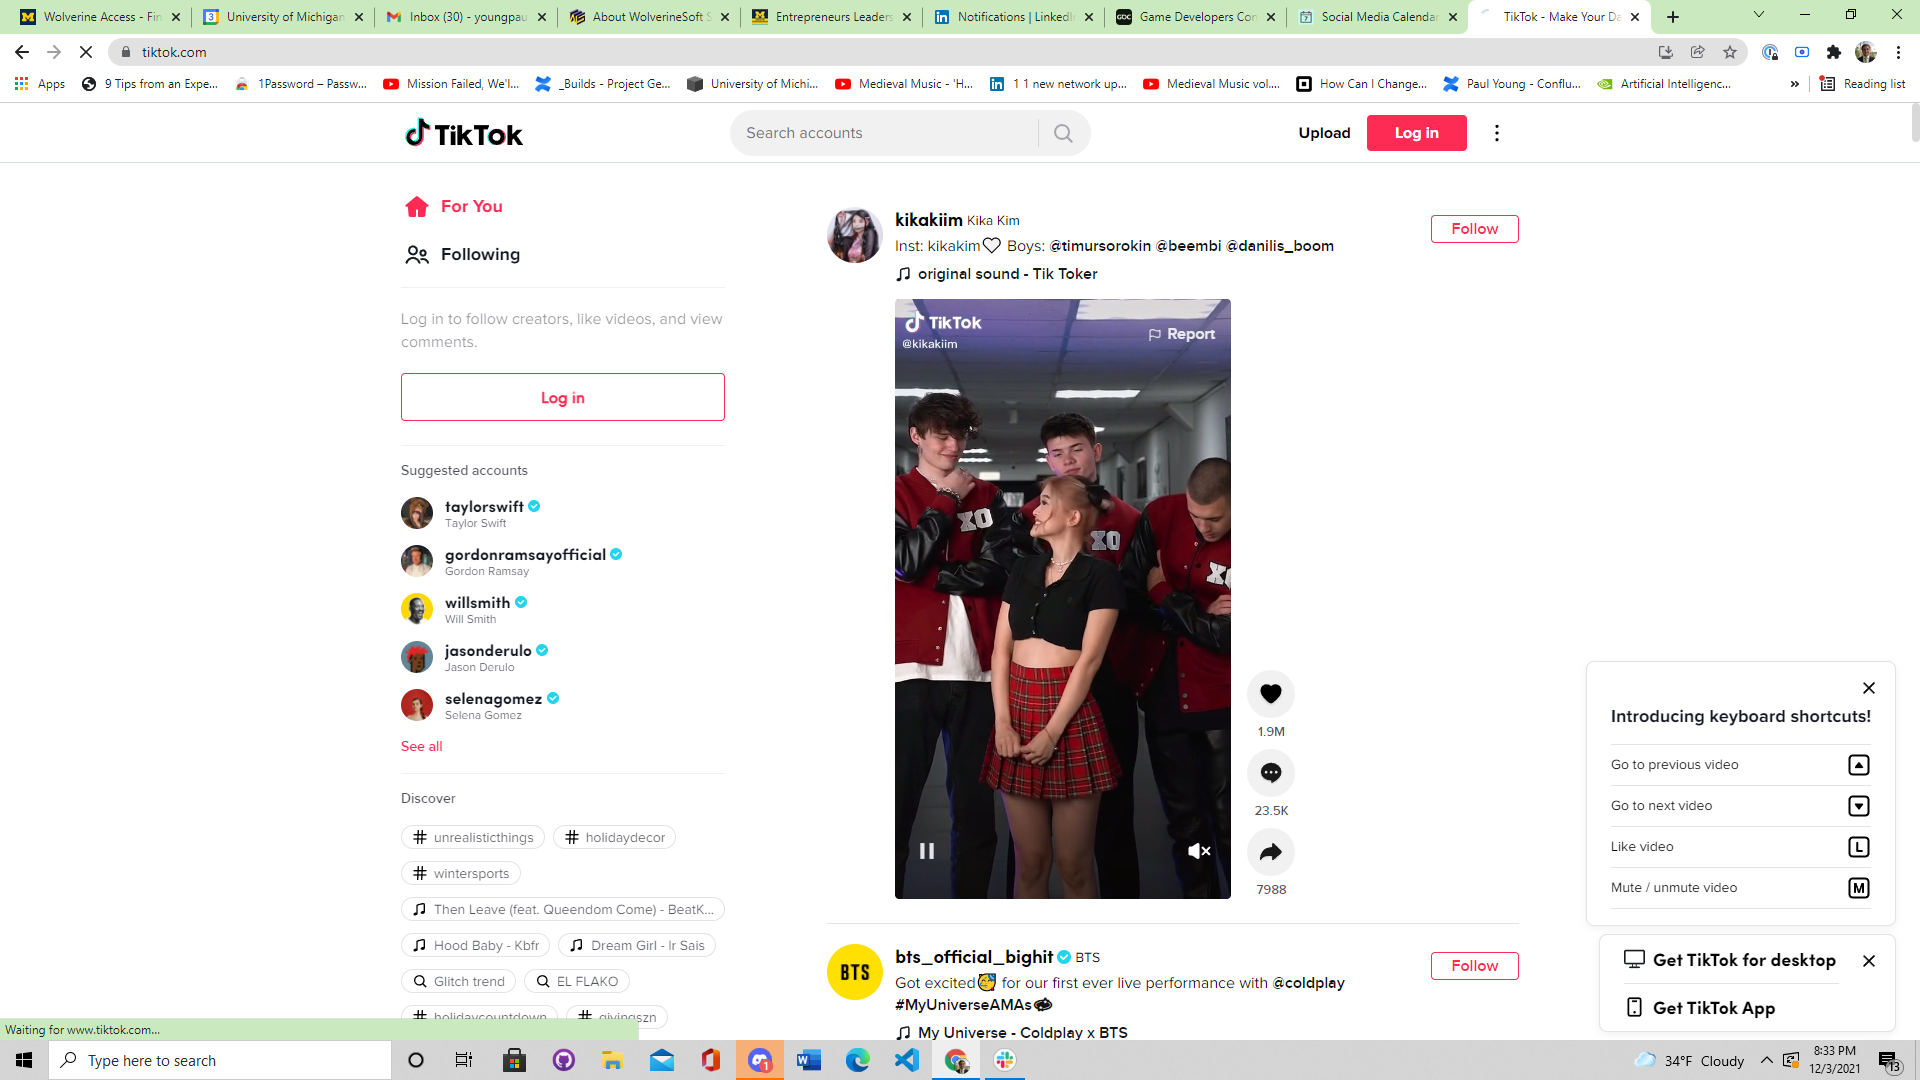 Wolverine Access - Fin
University of Michigan
Inbox (30) - youngpau
About WolverineSoft S
Entrepreneurs Leaders
Notifications | LinkedIn
Game Developers Con
Social Media Calendar
TikTok - Make Your Da
tiktok.com
Apps
9 Tips from an Expe...
1Password – Passw...
Mission Failed, We'l...
_Builds - Project Ge...
University of Michi...
Medieval Music - 'H...
1 1 new network up...
Medieval Music vol....
How Can I Change...
Paul Young - Conflu...
Artificial Intelligenc...
»
Reading list
TikTok
Search accounts
Upload
Log in
For You
Following
Log in to follow creators, like videos, and view
comments.
Log in
Suggested accounts
taylorswift
Taylor Swift
gordonramsayofficial
Gordon Ramsay
willsmith
Will Smith
jasonderulo
Jason Derulo
selenagomez
Selena Gomez
See all
Discover
# unrealisticthings
# holidaydecor
# wintersports
Then Leave (feat. Queendom Come) - BeatK...
Hood Baby - Kbfr
Dream Girl - Ir Sais
Glitch trend
EL FLAKO
# holidaycountdown
# givingszn
kikakiim Kika Kim
Inst: kikakim♡ Boys: @timursorokin @beembi @danilis_boom
original sound - Tik Toker
Follow
TikTok
@kikakiim
Report
XO
XO
1.9M
23.5K
7988
BTS
bts_official_bighit BTS
Got excited🥳 for our first ever live performance with @coldplay
#MyUniverseAMAs
My Universe - Coldplay x BTS
Follow
Introducing keyboard shortcuts!
Go to previous video
Go to next video
Like video L
Mute / unmute video M
Get TikTok for desktop
Get TikTok App
Waiting for www.tiktok.com...
Type here to search
1
34°F Cloudy
8:33 PM
12/3/2021
13